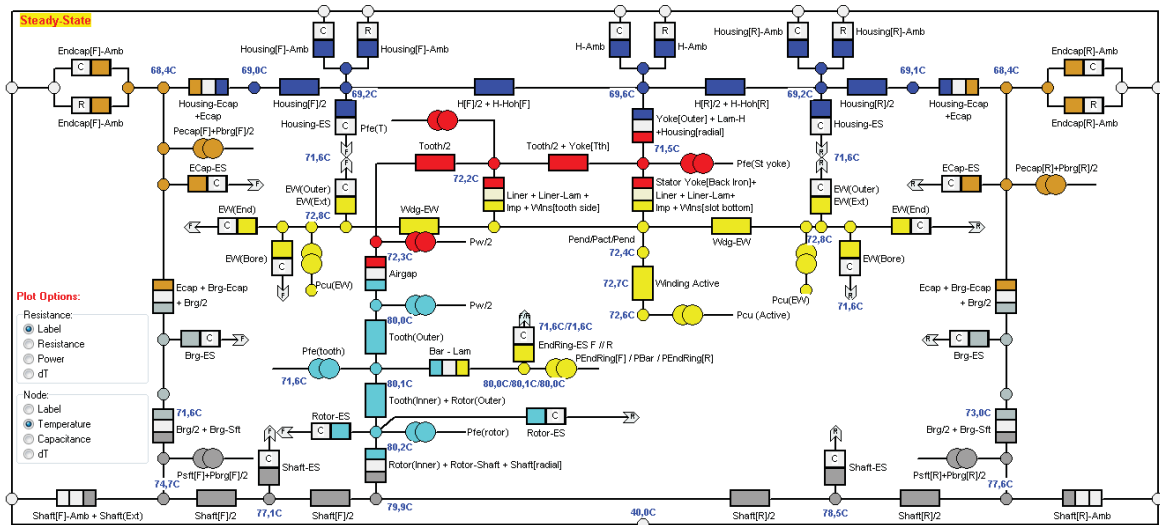 Steady-State
Endcap[F]-Amb
C
R
Endcap[F]-Amb
68,4C
69,0C
Housing-Ecap
+Ecap
Housing[F]/2
C
R
Housing[F]-Amb
Housing[F]-Amb
69,2C
H[F]/2 + H-Hoh[F]
C
R
H-Amb
H-Amb
69,6C
H[R]/2 + H-Hoh[R]
C
R
Housing[R]-Amb
Housing[R]-Amb
69,2C
Housing[R]/2
69,1C
Housing-Ecap
+Ecap
68,4C
Endcap[R]-Amb
C
R
Endcap[R]-Amb
Housing-ES
C
F
71,6C
F
C
EW(Outer)
EW(Ext)
72,8C
Pfe(T)
Tooth/2
Tooth/2 + Yoke[Tth]
72,2C
Yoke[Outer] + Lam-H
+Housing[radial]
71,5C
Pfe(St yoke)
Liner + Liner-Lam+
Imp + Wins[tooth side]
Stator Yoke[Back Iron]+
Liner + Liner-Lam+
Imp + Wins[slot bottom]
Housing-ES
C
R
71,6C
R
C
EW(Outer)
EW(Ext)
72,8C
Pecap[F]+Pbrg[F]/2
ECap-ES
C
F
ECap-ES
C
R
Pecap[R]+Pbrg[R]/2
EW(End)
C
F
EW(Bore)
C
F
Pcu(EW)
Wdg-EW
Pw/2
72,3C
Airgap
Pw/2
80,0C
Pend/Pact/Pend
72,4C
72,7C
Winding Active
72,6C
Pcu (Active)
Wdg-EW
EW(End)
C
R
EW(Bore)
C
R
71,6C
Pcu(EW)
Ecap + Brg-Ecap
+ Brg/2
Ecap + Brg-Ecap
+ Brg/2
Plot Options:
Resistance:
Label
Resistance
Power
dT
Node:
Label
Temperature
Capacitance
dT
C
F
Brg-ES
Tooth(Outer)
Pfe(tooth)
71,6C
Bar - Lam
F/R
71,6C/71,6C
C
EndRing-ES F // R
PEndRing[F] / PBar / PEndRing[R]
80,0C/80,1C/80,0C
80,1C
Tooth(Inner) + Rotor(Outer)
C
R
Brg-ES
71,6C
Brg/2 + Brg-Sft
Rotor-ES
F
C
Pfe(rotor)
C
R
Rotor-ES
80,2C
Rotor(Inner) + Rotor-Shaft + Shaft[radial]
73,0C
Brg/2 + Brg-Sft
Psft[F]+Pbrg[F]/2
F
C
Shaft-ES
R
C
Shaft-ES
Psft[R]+Pbrg[R]/2
74,7C
77,1C
79,9C
40,0C
78,5C
77,6C
Shaft[F]-Amb + Shaft(Ext)
Shaft[F]/2
Shaft[F]/2
Shaft[R]/2
Shaft[R]/2
Shaft[R]-Amb